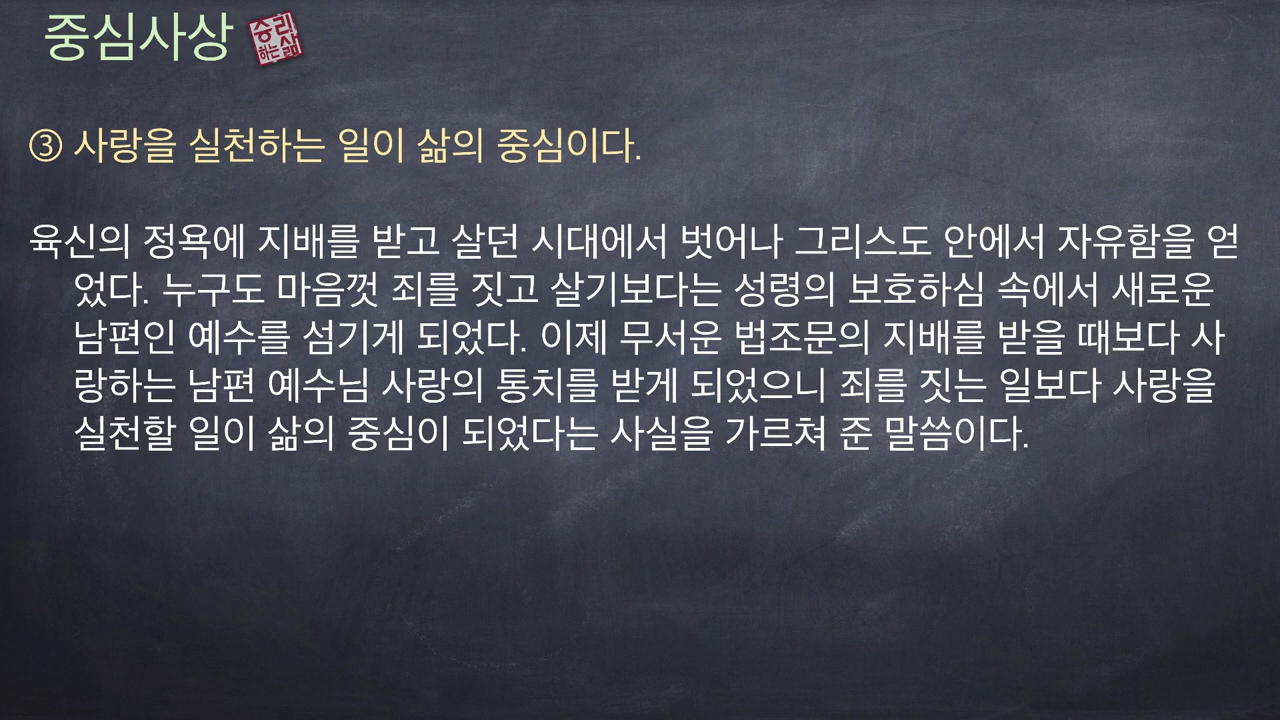 중심사상 승리하는삶
③ 사랑을 실천하는 일이 삶의 중심이다.
육신의 정욕에 지배를 받고 살던 시대에서 벗어나 그리스도 안에서 자유함을 얻
었다. 누구도 마음껏 죄를 짓고 살기보다는 성령의 보호하심 속에서 새로운
남편인 예수를 섬기게 되었다. 이제 무서운 법조문의 지배를 받을 때보다 사
랑하는 남편 예수님 사랑의 통치를 받게 되었으니 죄를 짓는 일보다 사랑을
실천할 일이 삶의 중심이 되었다는 사실을 가르쳐 준 말씀이다.